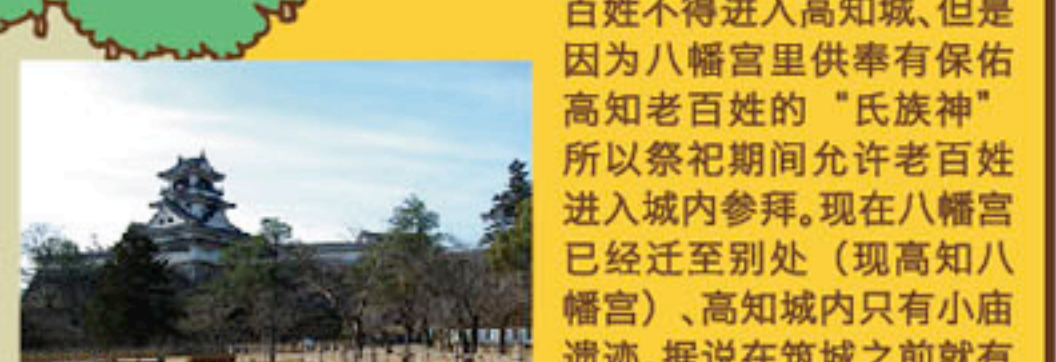 百姓不得进入高知城、但是
因为八幡宫里供奉有保佑
高知老百姓的“氏族神”
所以祭祀期间允许老百姓
进入城内参拜。现在八幡宫
已经迁至别处（现高知八
幡宫）、高知城内只有小庙
遗迹 据说在筑城之前就有